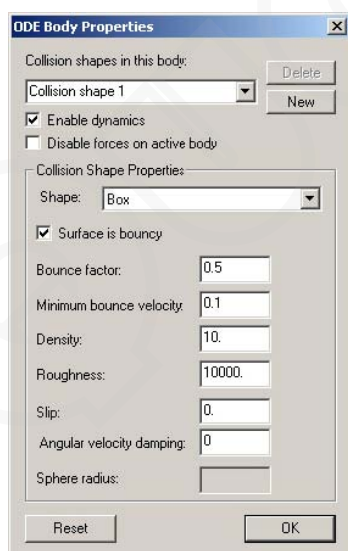 ODE Body Properties
Collision shapes in this body:
Delete
Collision shape 1
New
Enable dynamics
Disable forces on active body
Collision Shape Properties
Shape: Box
Surface is bouncy
Bounce factor: 0.5
Minimum bounce velocity: 0.1
Density: 10.
Roughness: 10000.
Slip: 0.
Angular velocity damping: 0
Sphere radius:
Reset OK